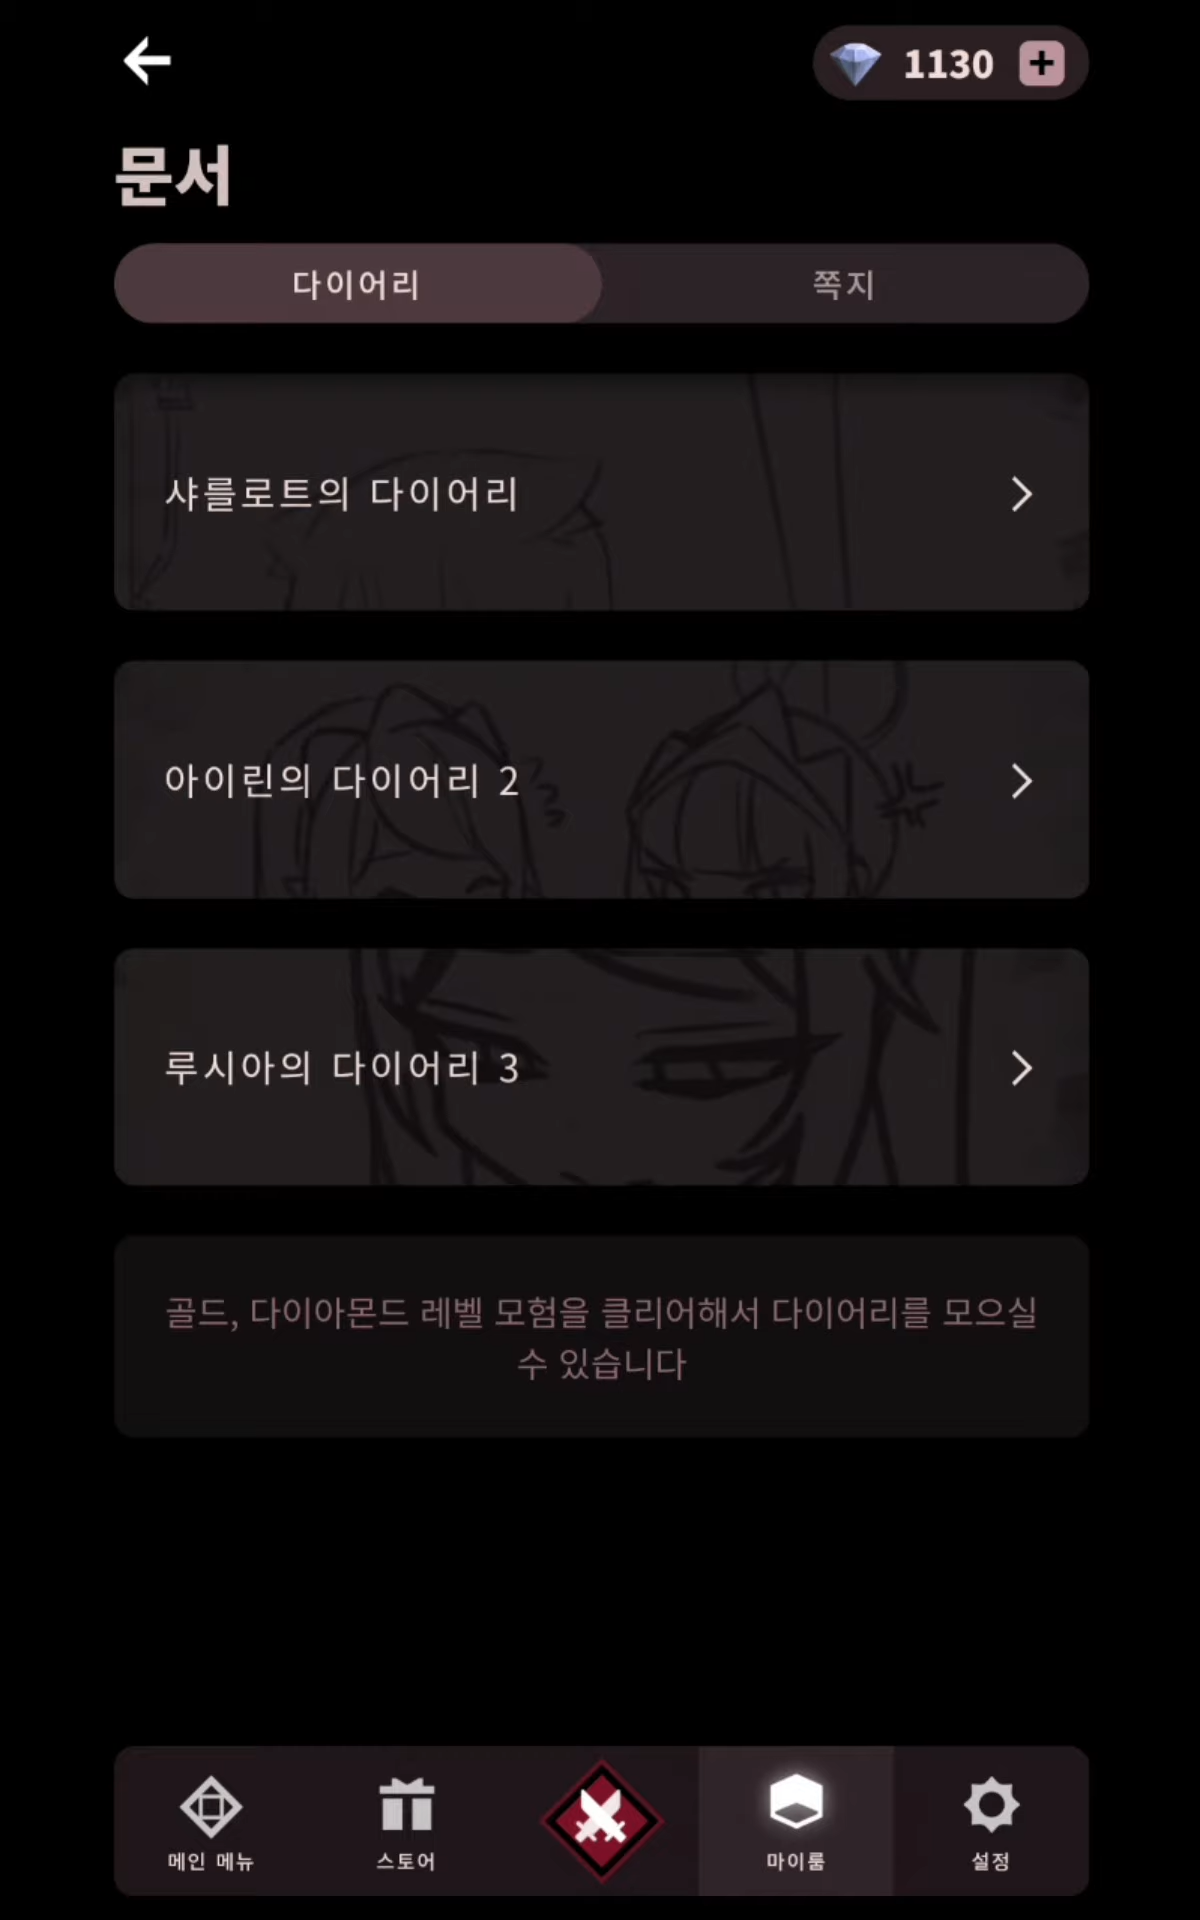 1130
문서
다이어리
쪽지
샤를로트의 다이어리
아이린의 다이어리 2
루시아의 다이어리 3
골드, 다이아몬드 레벨 모험을 클리어해서 다이어리를 모으실
수 있습니다
메인 메뉴
스토어
마이룸
설정